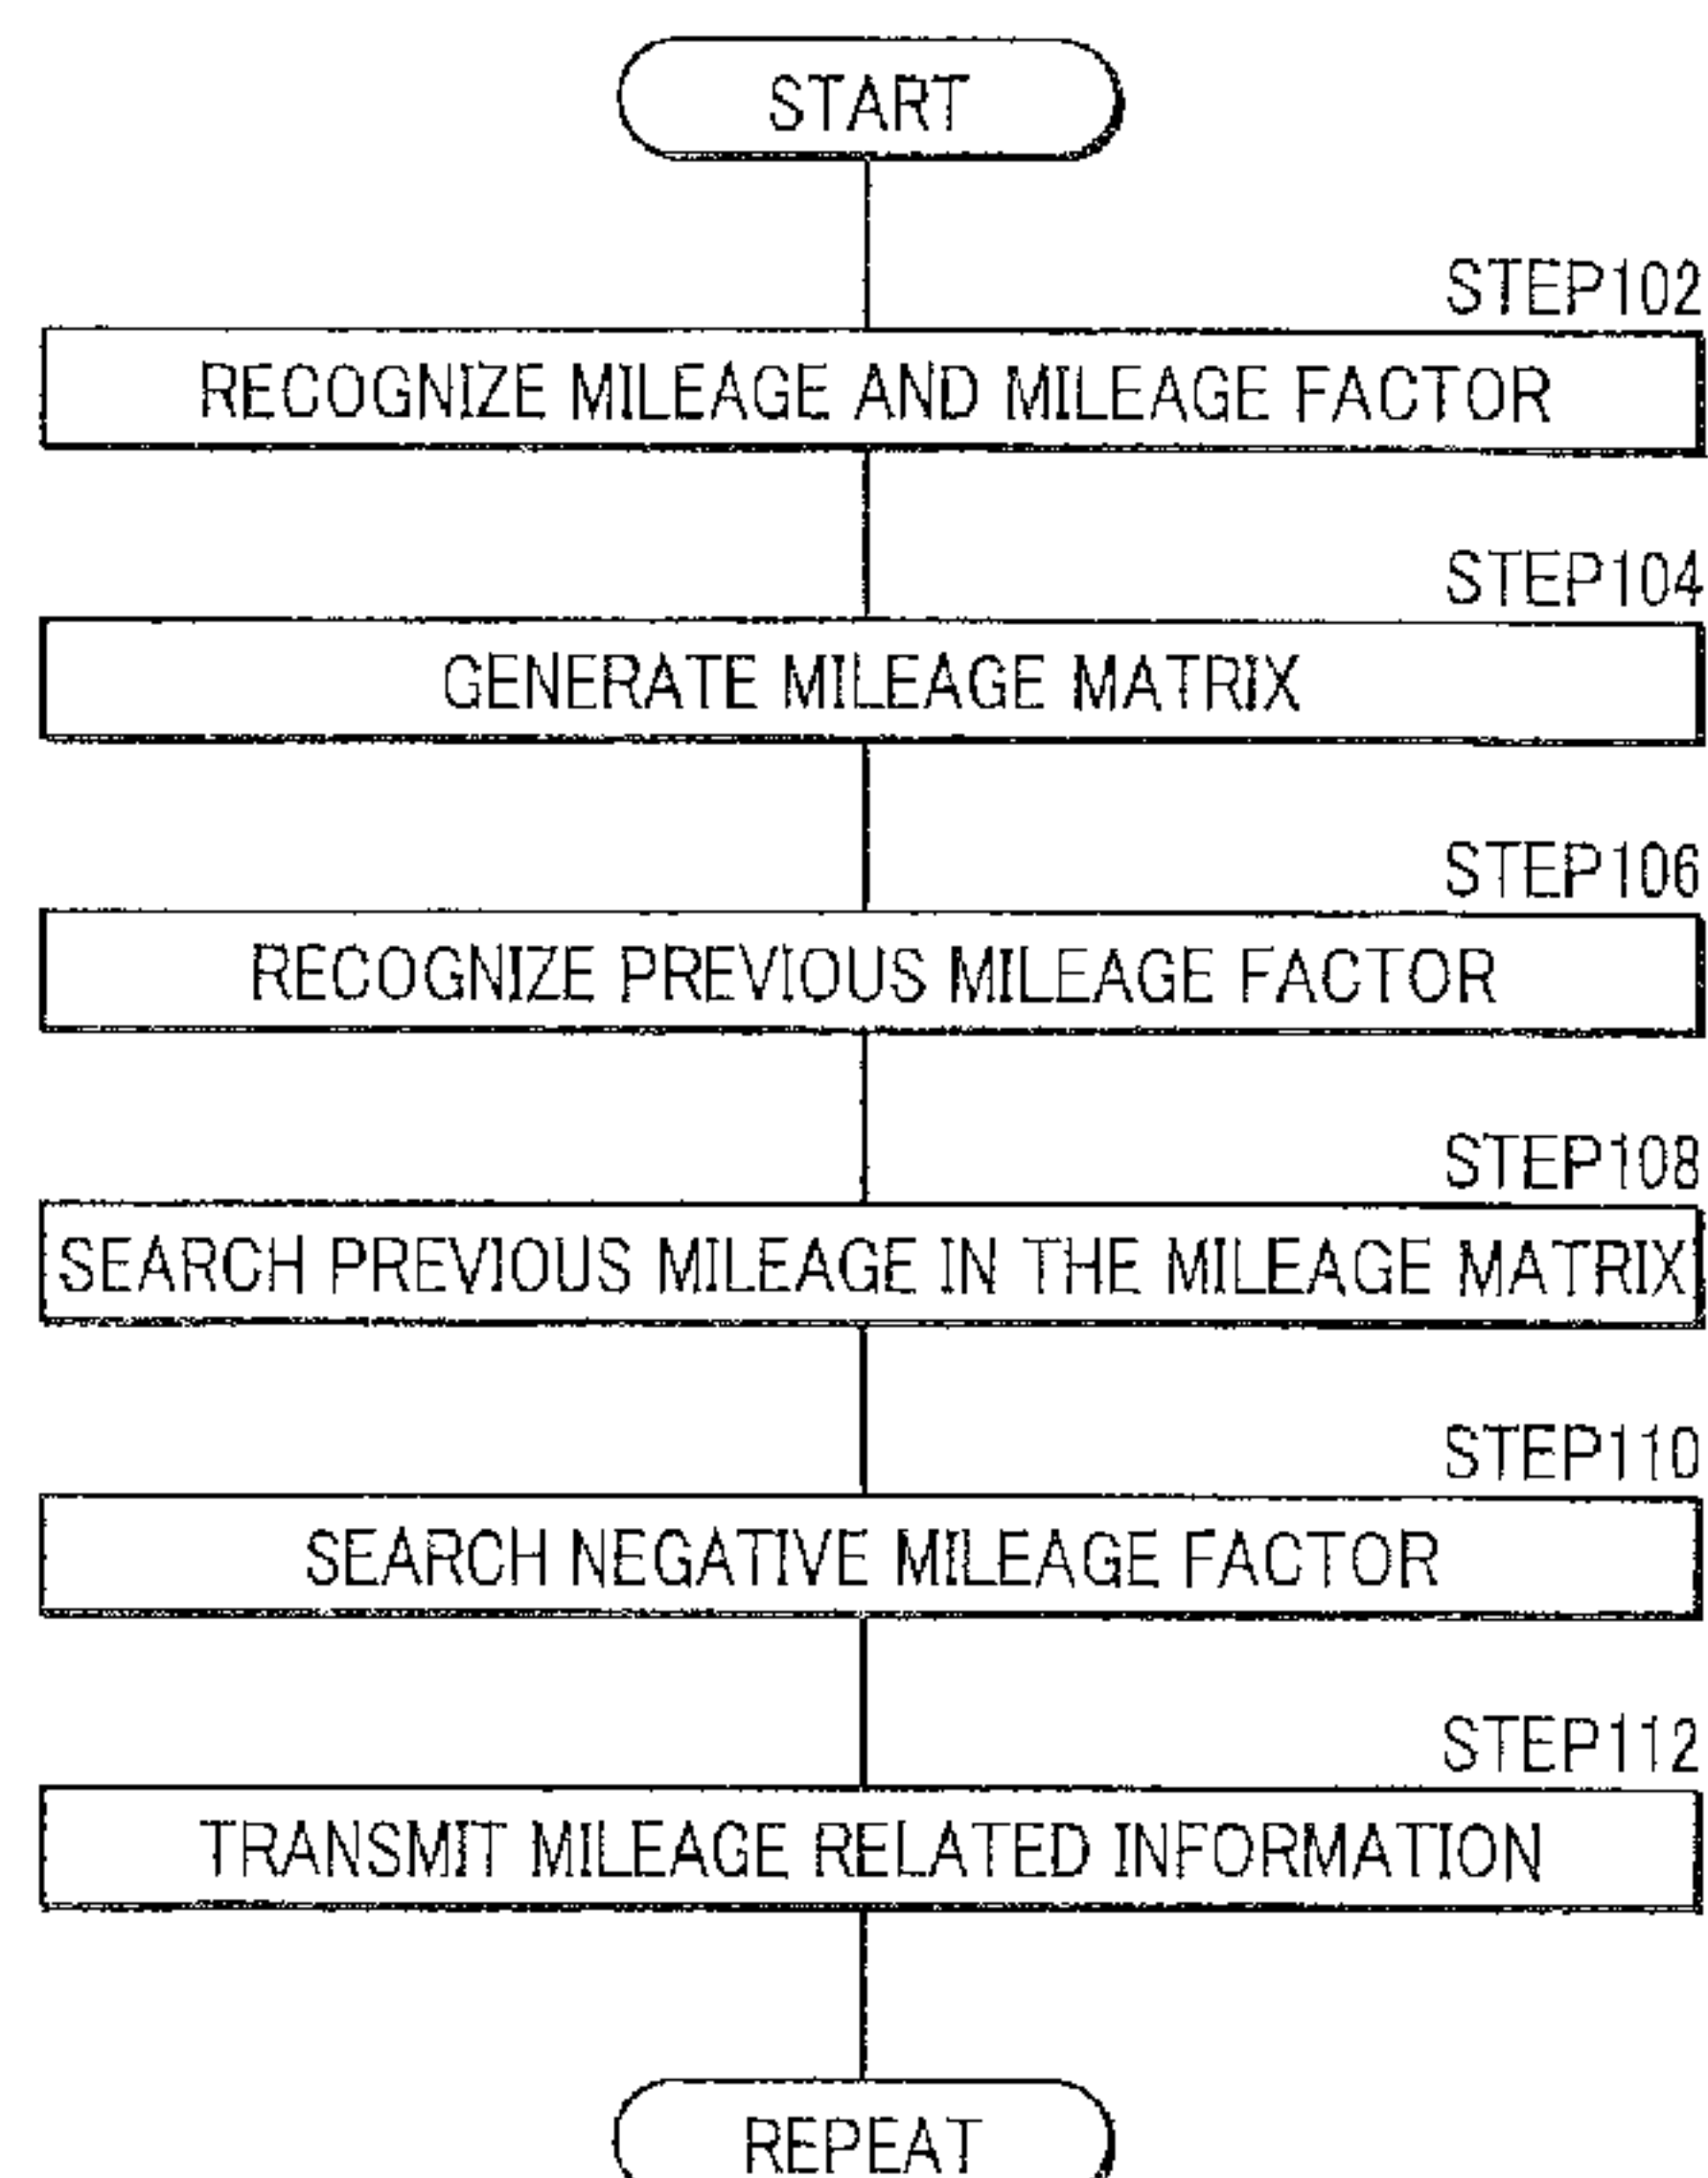 START
STEP102
RECOGNIZE MILEAGE AND MILEAGE FACTOR
STEP104
GENERATE MILEAGE MATRIX
STEP106
RECOGNIZE PREVIOUS MILEAGE FACTOR
STEP108
SEARCH PREVIOUS MILEAGE IN THE MILEAGE MATRIX
STEP110
SEARCH NEGATIVE MILEAGE FACTOR
STEP112
TRANSMIT MILEAGE RELATED INFORMATION
REPEAT